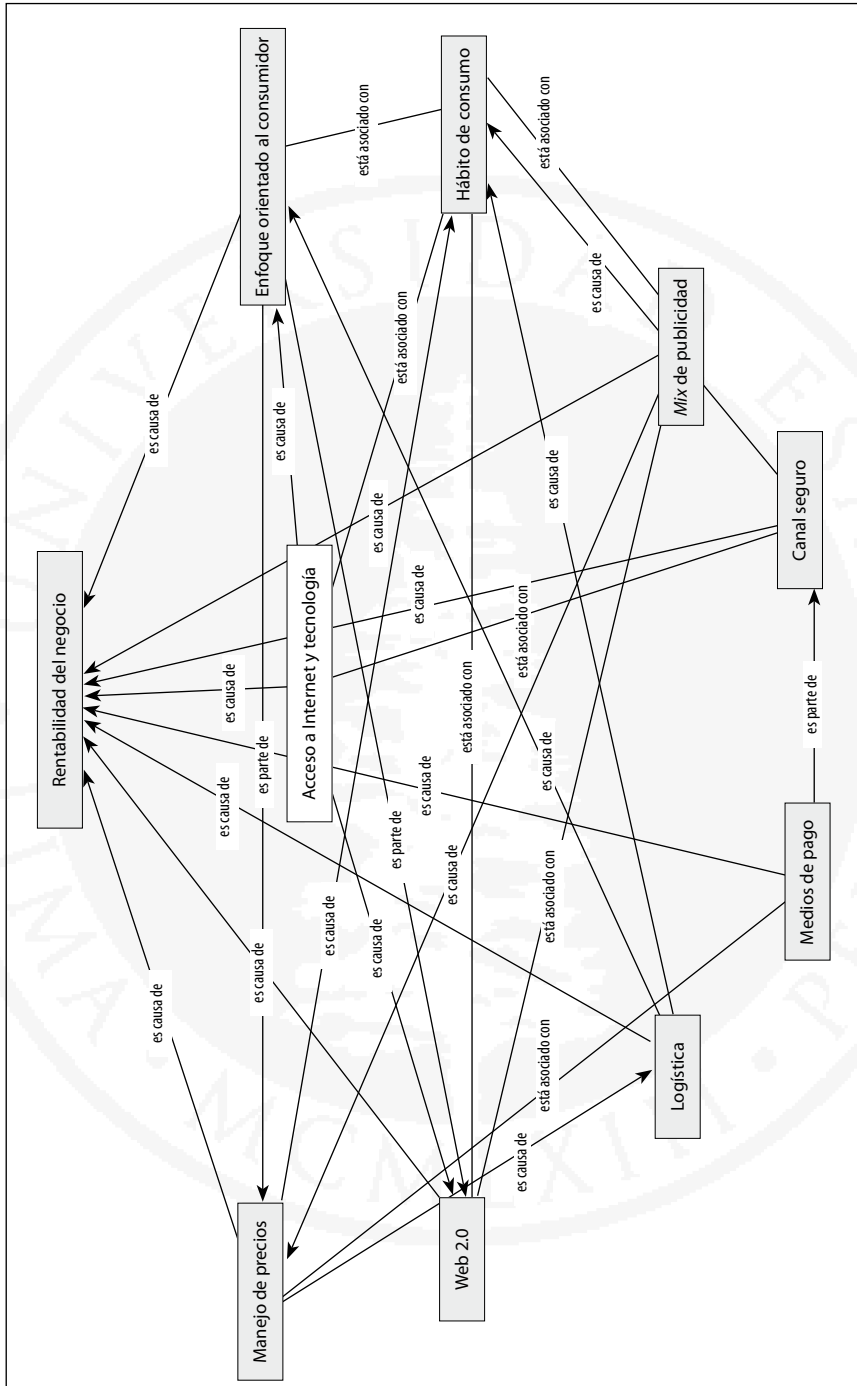 Rentabilidad del negocio
es causa de
es causa de
es causa de
es causa de
Manejo de precios
es causa de
es parte de
Enfoque orientado al consumidor
es causa de
Acceso a Internet y tecnología
es causa de
es causa de
está asociado con
es causa de
es parte de
está asociado con
es causa de
es causa de
es causa de
Web 2.0
está asociado con
Hábito de consumo
es causa de
está asociado con
está asociado con
está asociado con
es causa de
está asociado con
es causa de
Logística
Mix de publicidad
Medios de pago
es parte de
Canal seguro